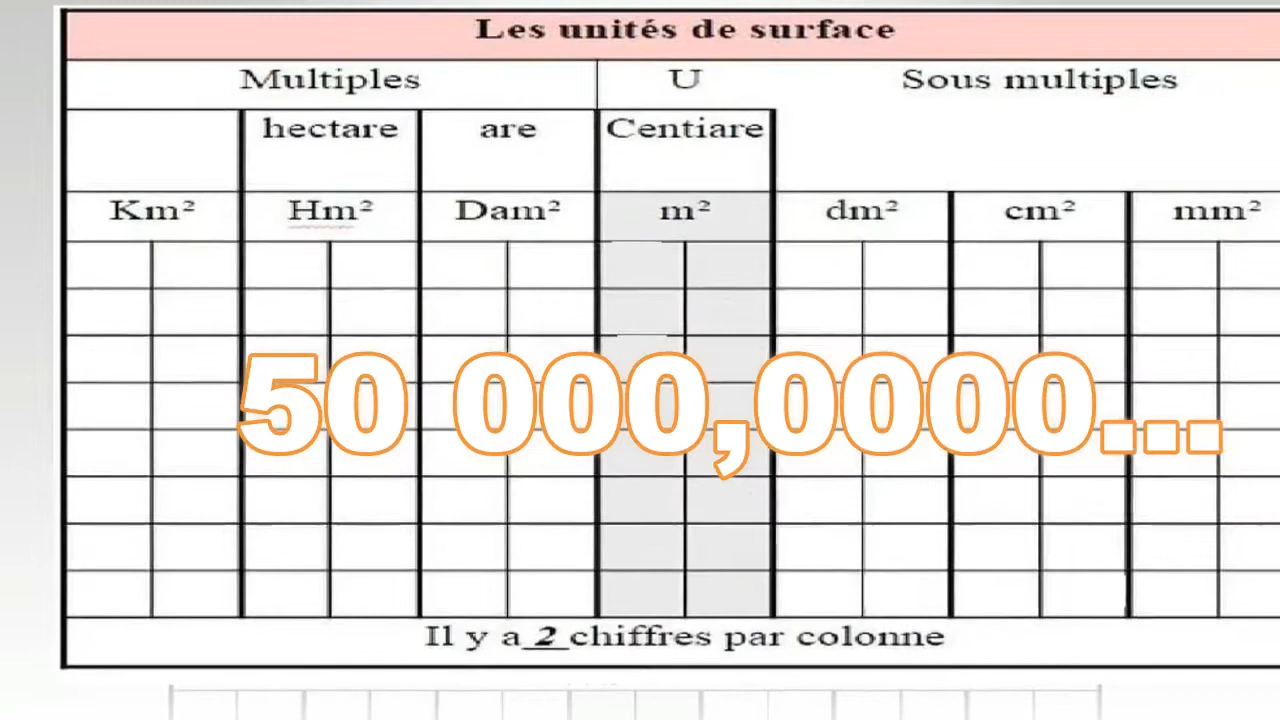 Les unités de surface
Multiples U Sous multiples
hectare are Centiare
Km² Hm² Dam² m² dm² cm² mm²
50 000,0000...
Il y a 2 chiffres par colonne